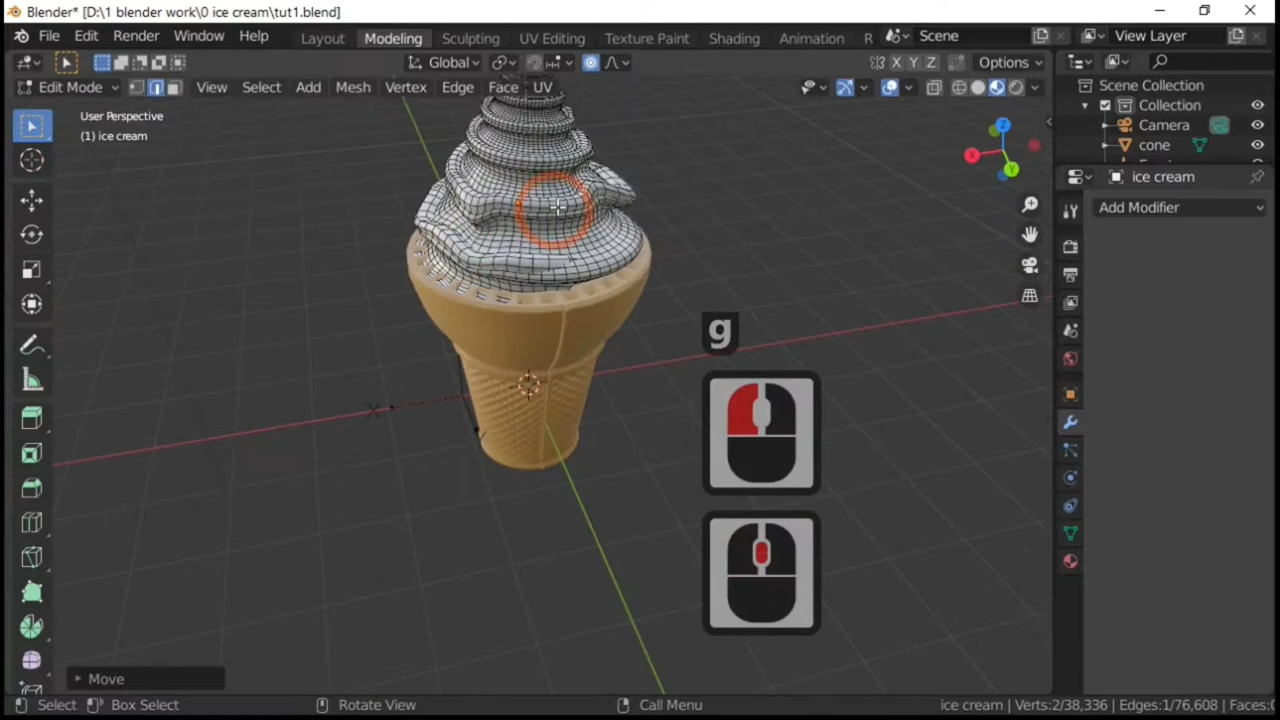 Blender* [D:\1 blender work\0 ice cream\tut1.blend]
File Edit Render Window Help Layout Modeling Sculpting UV Editing Texture Paint Shading Animation R Scene View Layer
Global X Y Z Options
Edit Mode View Select Add Mesh Vertex Edge Face UV
Scene Collection
Collection
Camera
cone
User Perspective
(1) ice cream
Z
X
Y
ice cream
Add Modifier
g
Move
Select Box Select Rotate View Call Menu ice cream | Verts:2/38,336 | Edges:1/76,608 | Faces: